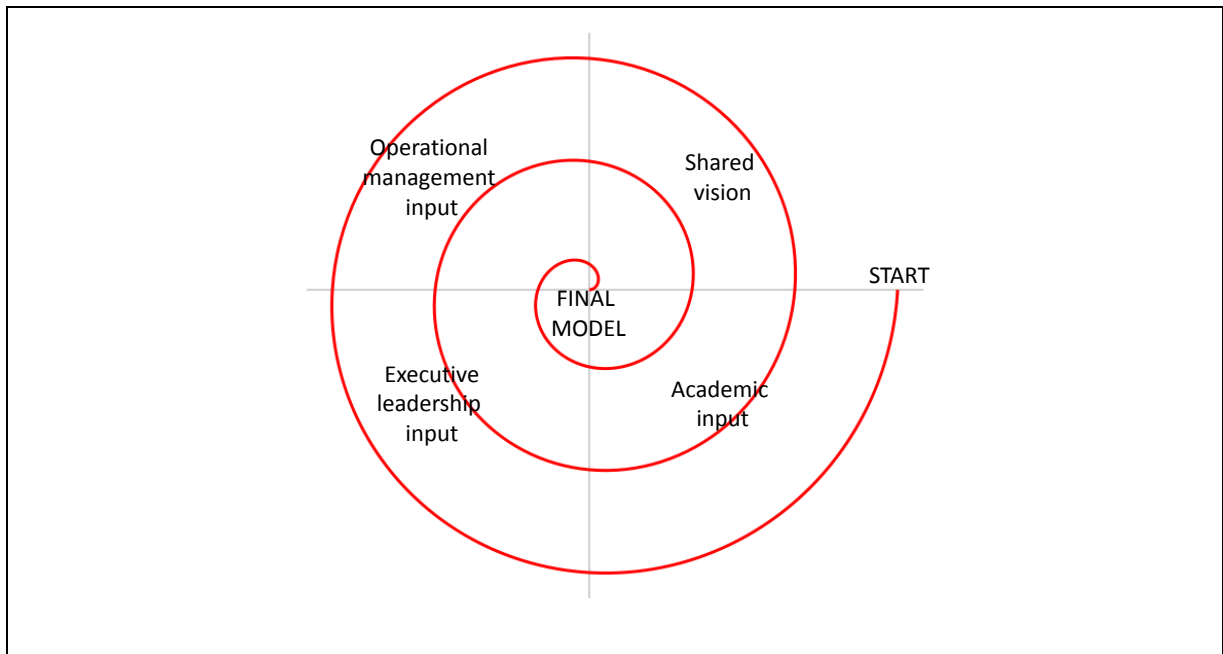 Operational
management
input
Shared
vision
START
FINAL
MODEL
Executive
leadership
input
Academic
input